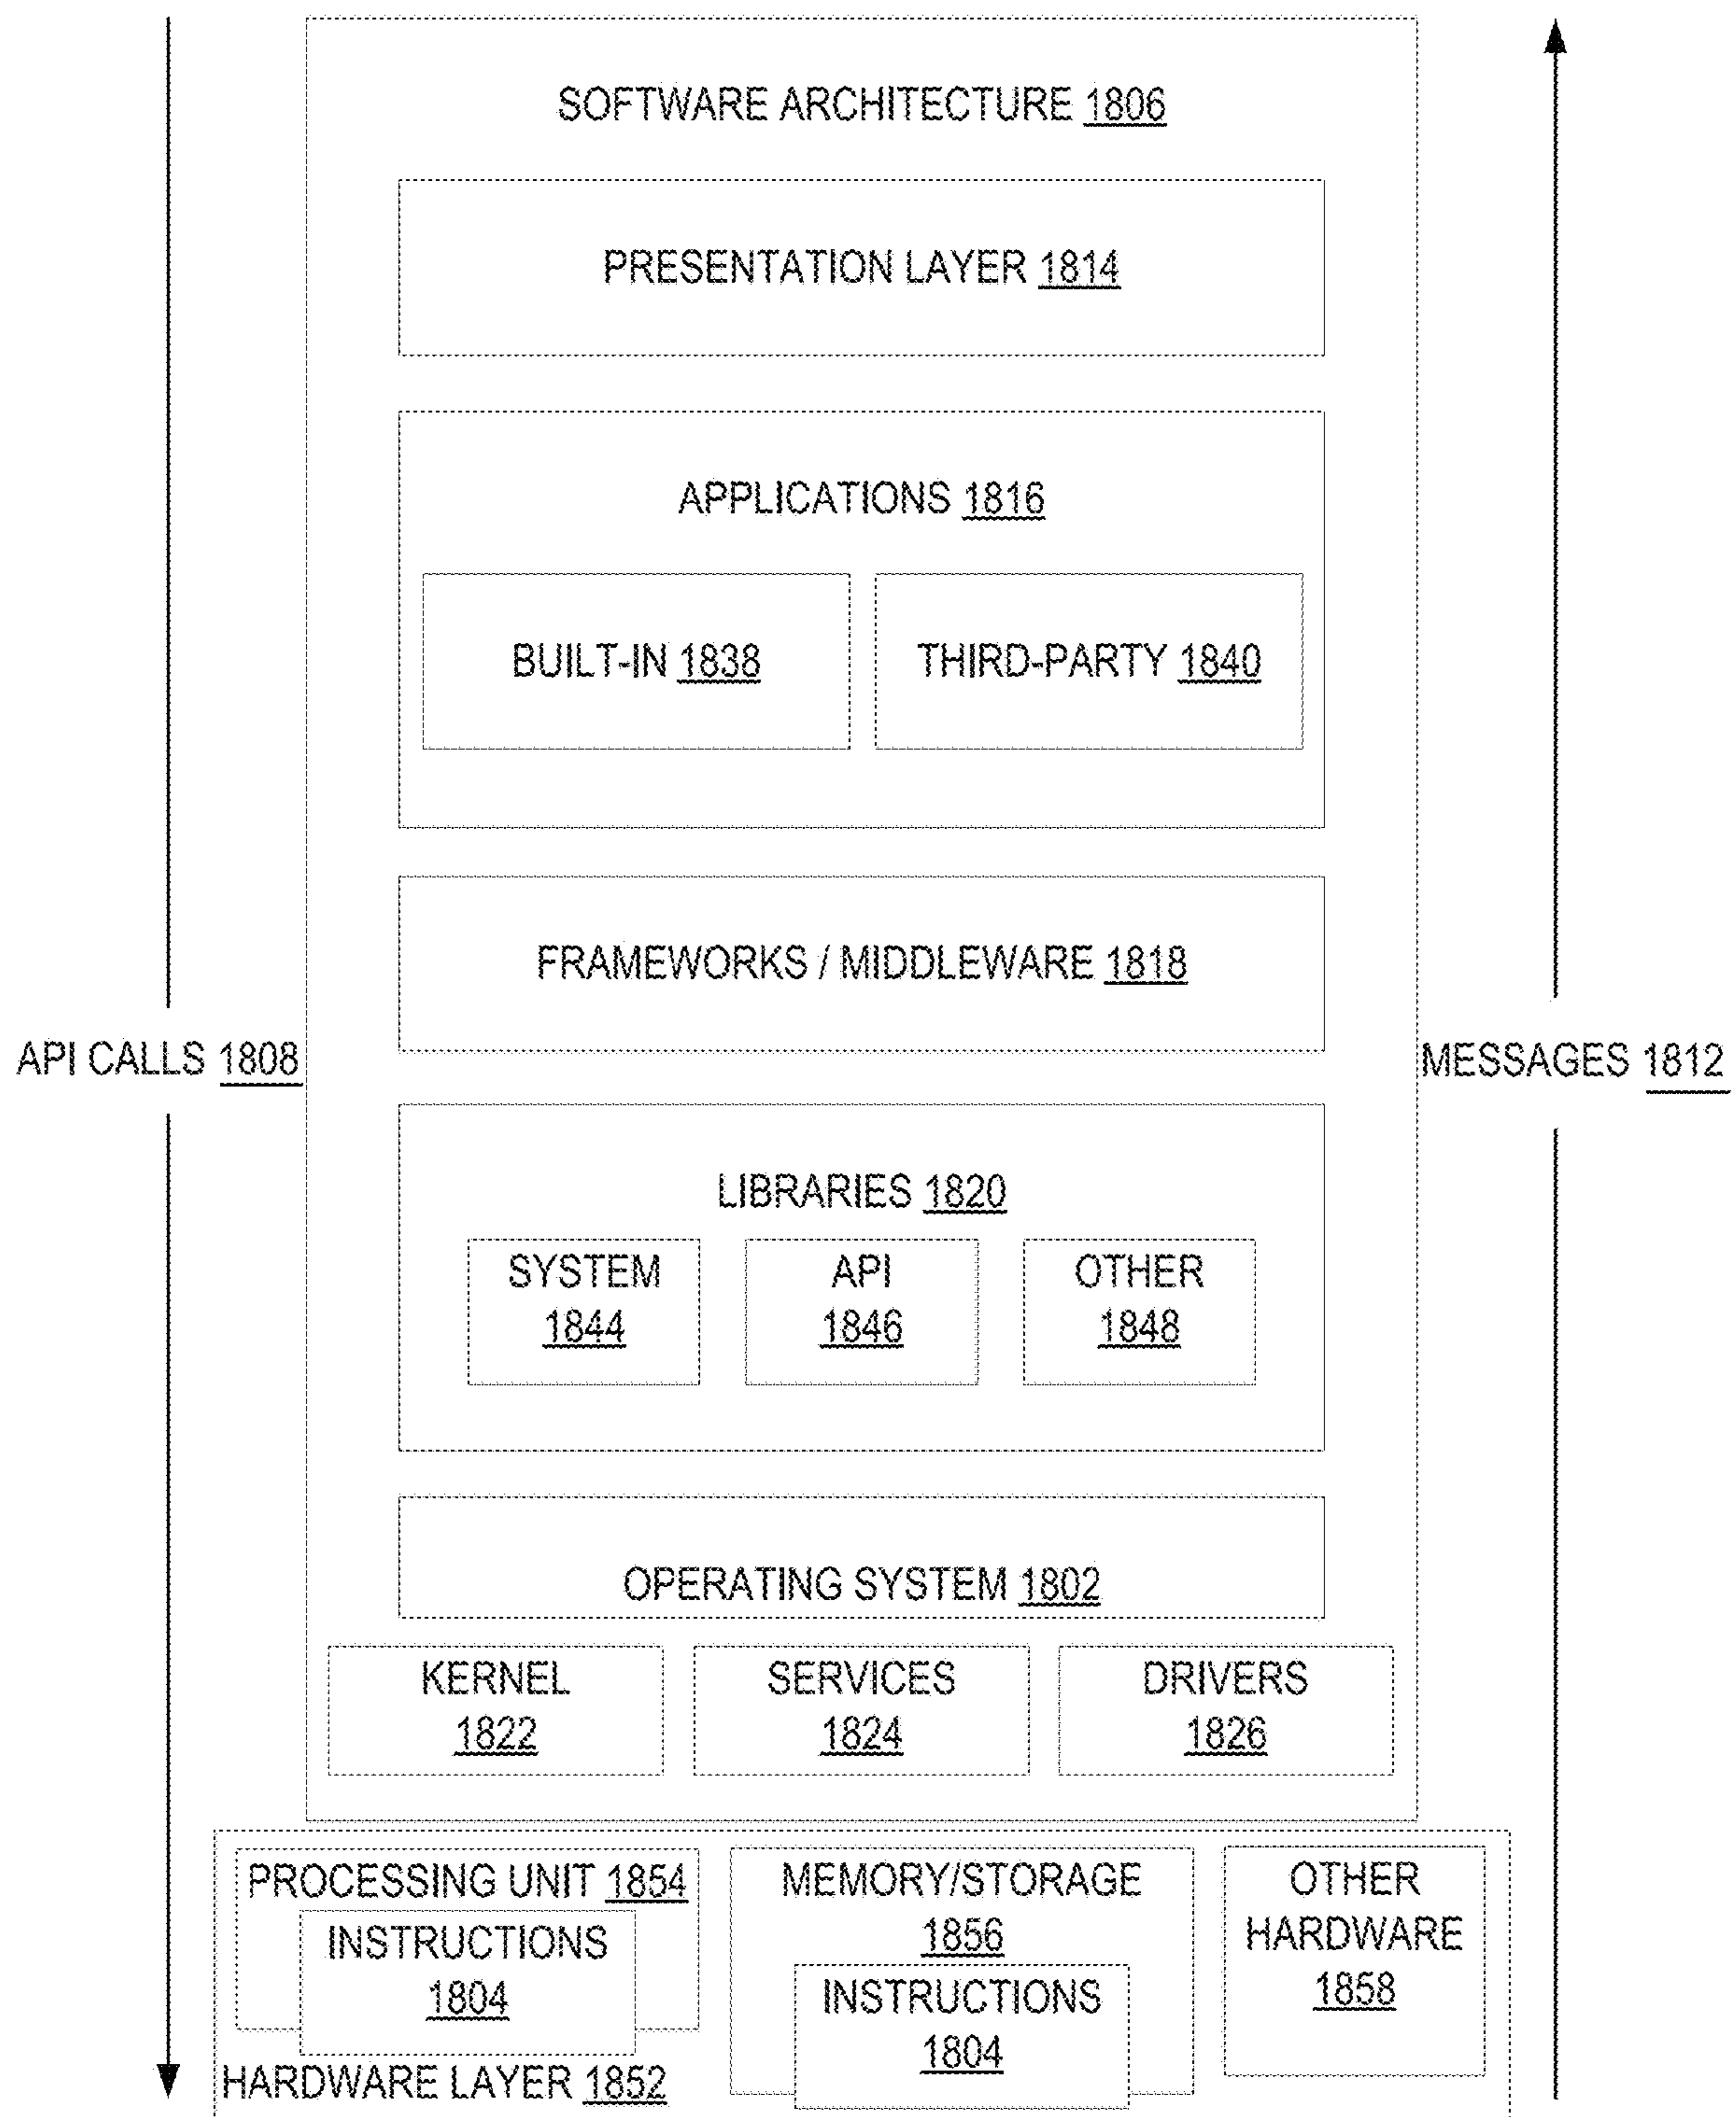 SOFTWARE ARCHITECTURE 1806
PRESENTATION LAYER 1814
APPLICATIONS 1816
BUILT-IN 1838
THIRD-PARTY 1840
FRAMEWORKS / MIDDLEWARE 1818
API CALLS 1808
MESSAGES 1812
LIBRARIES 1820
SYSTEM
1844
API
1846
OTHER
1848
OPERATING SYSTEM 1802
KERNEL
1822
SERVICES
1824
DRIVERS
1826
PROCESSING UNIT 1854
INSTRUCTIONS
1804
MEMORY/STORAGE
1856
INSTRUCTIONS
1804
OTHER
HARDWARE
1858
HARDWARE LAYER 1852